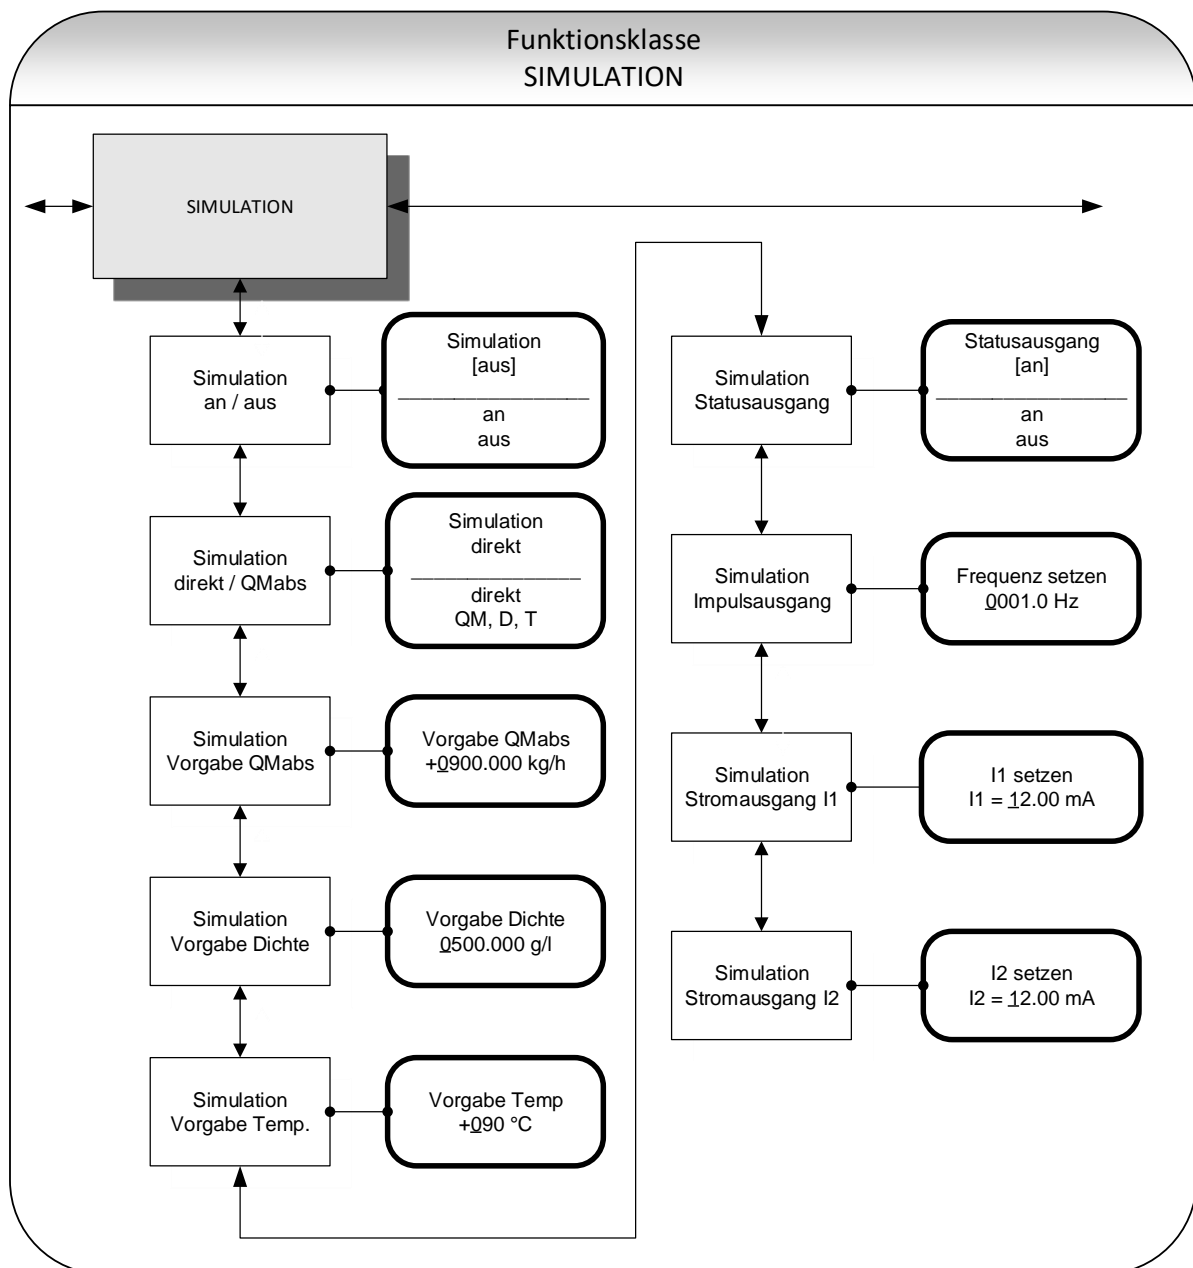 Funktionsklasse
SIMULATION
SIMULATION
Simulation
an / aus
Simulation
[aus]
an
aus
Simulation
direkt / QMabs
Simulation
direkt
direkt
QM, D, T
Simulation
Vorgabe QMabs
Vorgabe QMabs
+0900.000 kg/h
Simulation
Vorgabe Dichte
Vorgabe Dichte
0500.000 g/l
Simulation
Vorgabe Temp.
Vorgabe Temp
+090 °C
Simulation
Statusausgang
Statusausgang
[an]
an
aus
Simulation
Impulsausgang
Frequenz setzen
0001.0 Hz
Simulation
Stromausgang I1
I1 setzen
I1 = 12.00 mA
Simulation
Stromausgang I2
I2 setzen
I2 = 12.00 mA